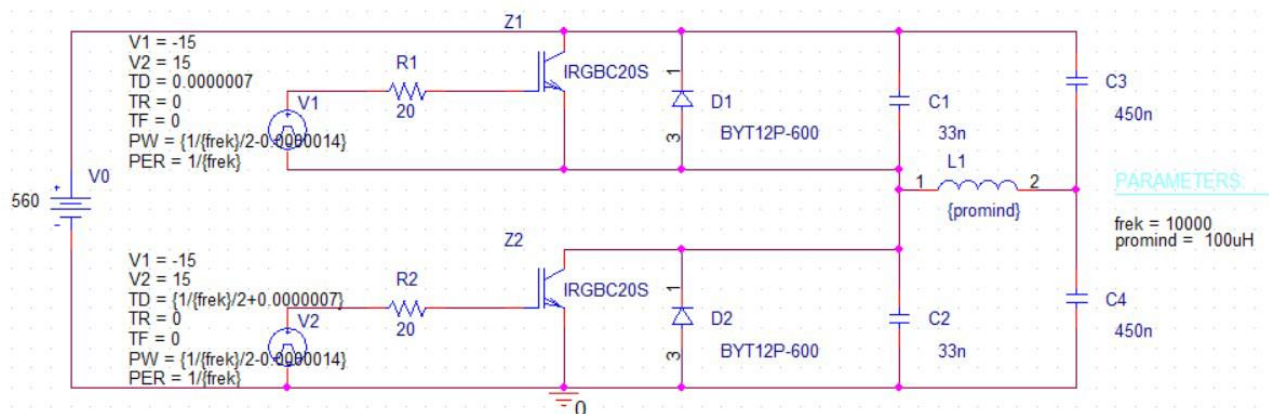 Z1
V1 = -15
V2 = 15
TD = 0.0000007
TR = 0
TF = 0
PW = {1/{frek}/2-0.0000014}
PER = 1/{frek}
V1
R1
20
IRGBC20S
1
D1
3
BYT12P-600
C1
33n
C3
450n
L1
1
2
{promind}
PARAMETERS:
frek = 10000
promind = 100uH
+
V0
560
-
Z2
V1 = -15
V2 = 15
TD = {1/{frek}/2+0.0000007}
TR = 0
TF = 0
PW = {1/{frek}/2-0.0000014}
PER = 1/{frek}
V2
R2
20
IRGBC20S
1
D2
3
BYT12P-600
C2
33n
C4
450n
0